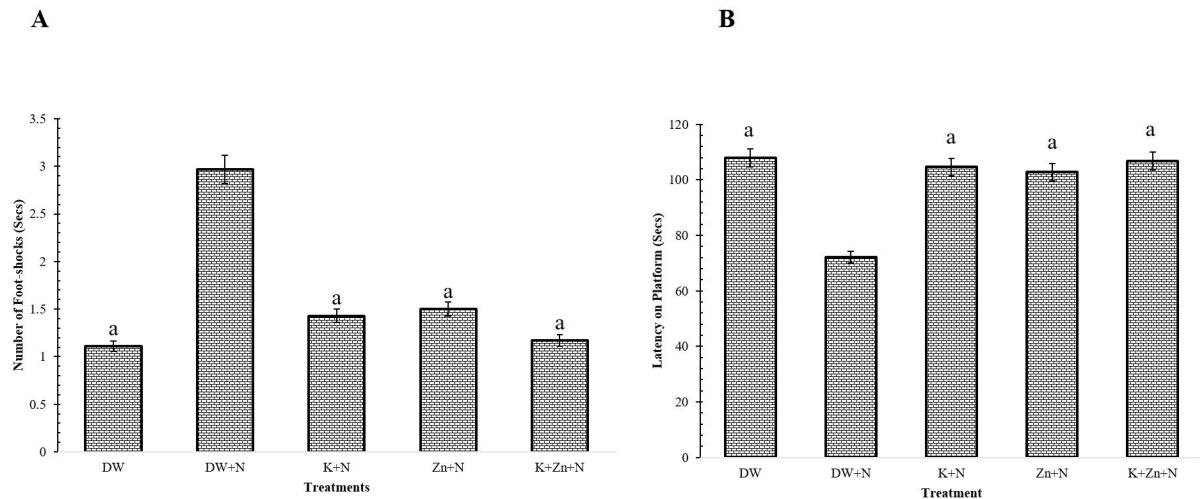 A
Number of Foot-shocks (Secs)
3.5
3
2.5
2
1.5
1
0.5
0
a
a
a
a
DW
DW+N
K+N
Zn+N
K+Zn+N
Treatments
B
Latency on Platform (Secs)
120
100
80
60
40
20
0
a
a
a
a
DW
DW+N
K+N
Zn+N
K+Zn+N
Treatment